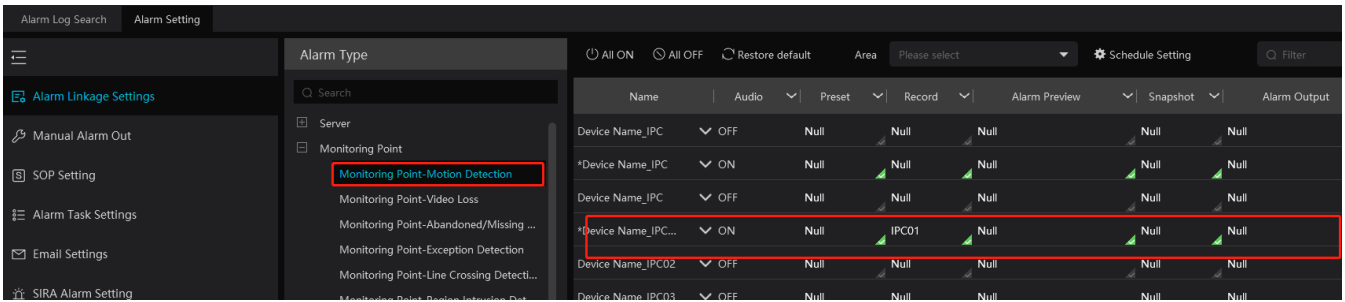 Alarm Log Search Alarm Setting
Alarm Linkage Settings
Manual Alarm Out
SOP Setting
Alarm Task Settings
Email Settings
SIRA Alarm Setting
Alarm Type
Search
Server
Monitoring Point
Monitoring Point-Motion Detection
Monitoring Point-Video Loss
Monitoring Point-Abandoned/Missing ...
Monitoring Point-Exception Detection
Monitoring Point-Line Crossing Detecti...
Monitoring Point-Region Intrusion Det...
All ON All OFF Restore default Area Please select Schedule Setting Filter
Name Audio Preset Record Alarm Preview Snapshot Alarm Output
Device Name_IPC OFF Null Null Null Null Null
*Device Name_IPC ON Null Null Null Null Null
Device Name_IPC OFF Null Null Null Null Null
*Device Name_IPC... ON Null IPC01 Null Null Null
Device Name_IPC02 OFF Null Null Null Null Null
Device Name_IPC03 OFF Null Null Null Null Null